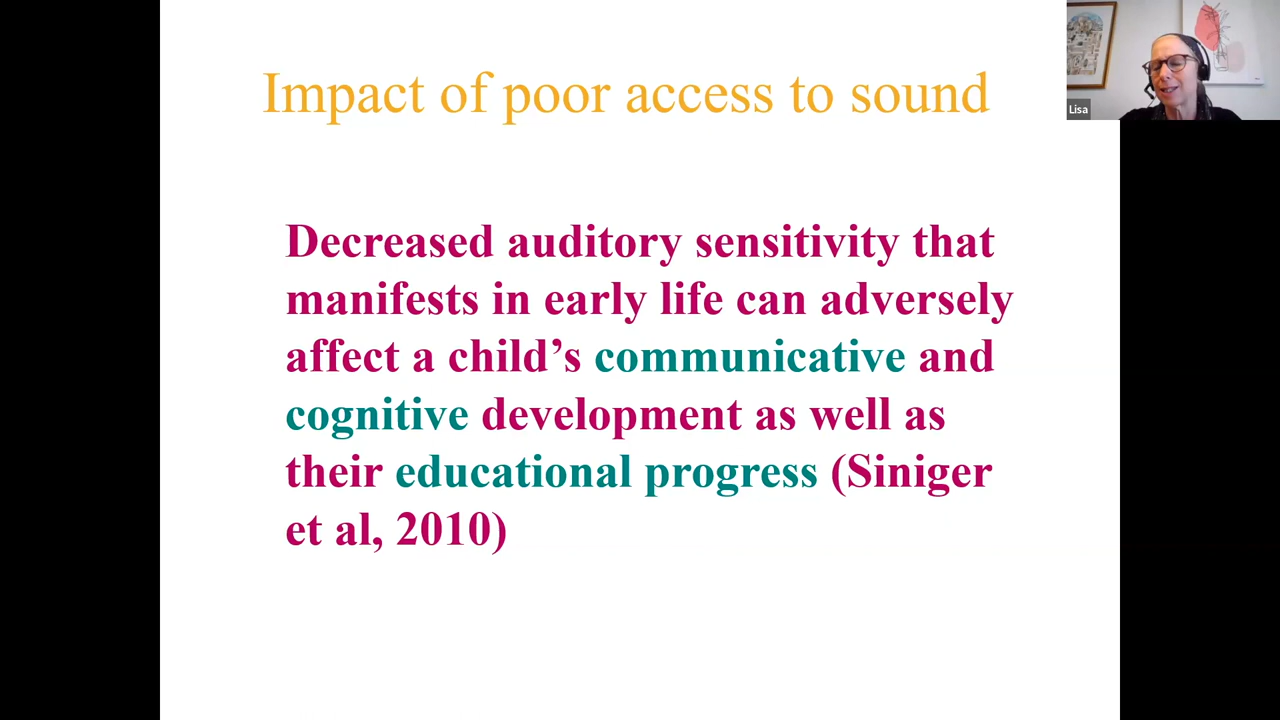 Impact of poor access to sound
Decreased auditory sensitivity that
manifests in early life can adversely
affect a child’s communicative and
cognitive development as well as
their educational progress (Siniger
et al, 2010)
Lisa